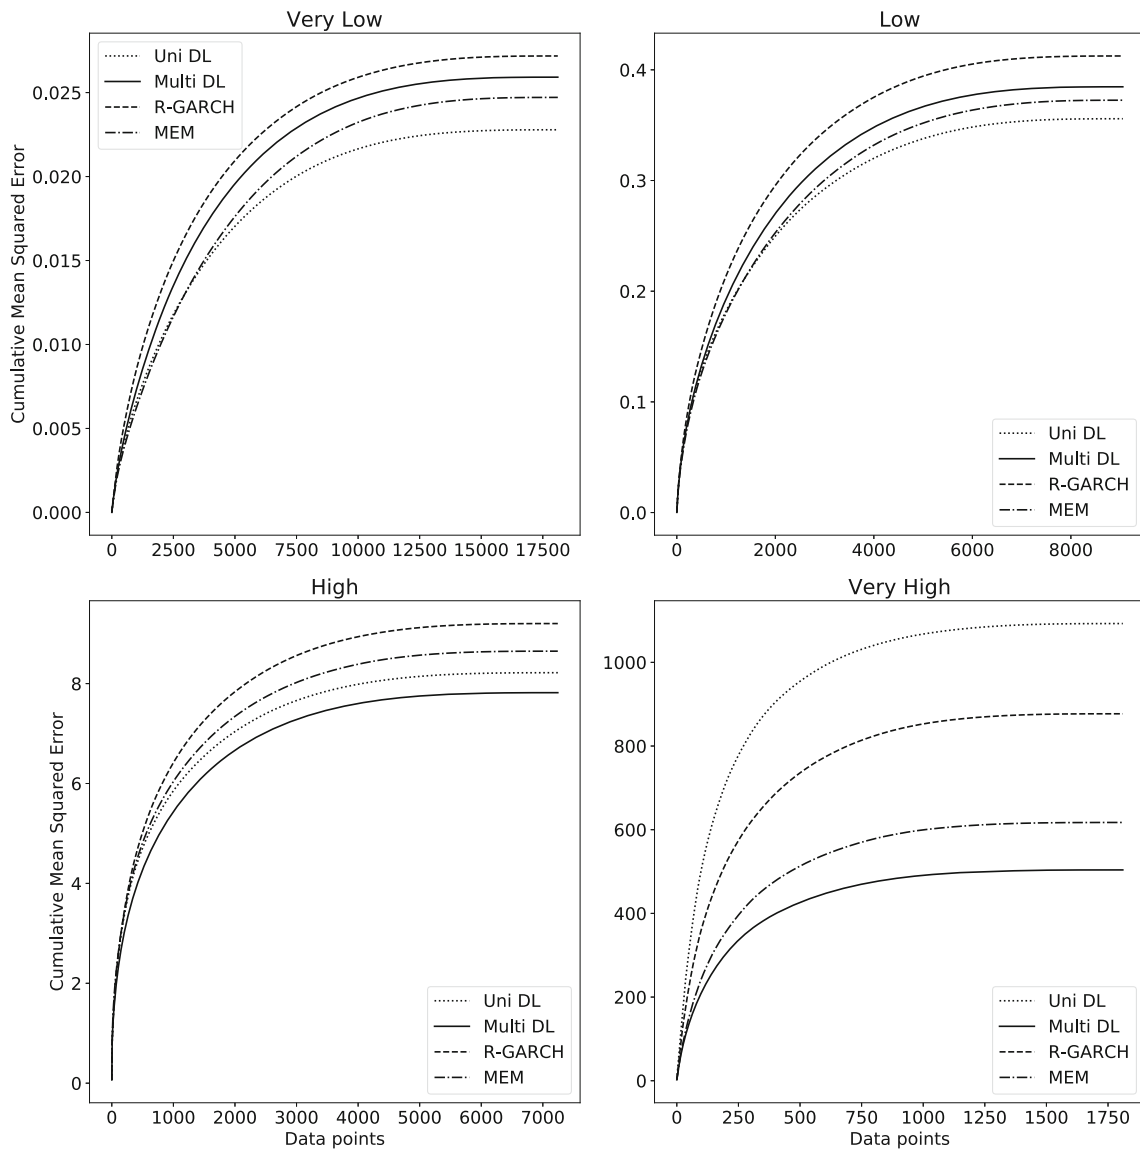 Very Low
Cumulative Mean Squared Error
0.025
0.020
0.015
0.010
0.005
0.000
Uni DL
Multi DL
R-GARCH
MEM
0 2500 5000 7500 10000 12500 15000 17500
Low
0.4
0.3
0.2
0.1
0.0
Uni DL
Multi DL
R-GARCH
MEM
0 2000 4000 6000 8000
High
Cumulative Mean Squared Error
8
6
4
2
0
Uni DL
Multi DL
R-GARCH
MEM
0 1000 2000 3000 4000 5000 6000 7000
Data points
Very High
1000
800
600
400
200
0
Uni DL
Multi DL
R-GARCH
MEM
0 250 500 750 1000 1250 1500 1750
Data points